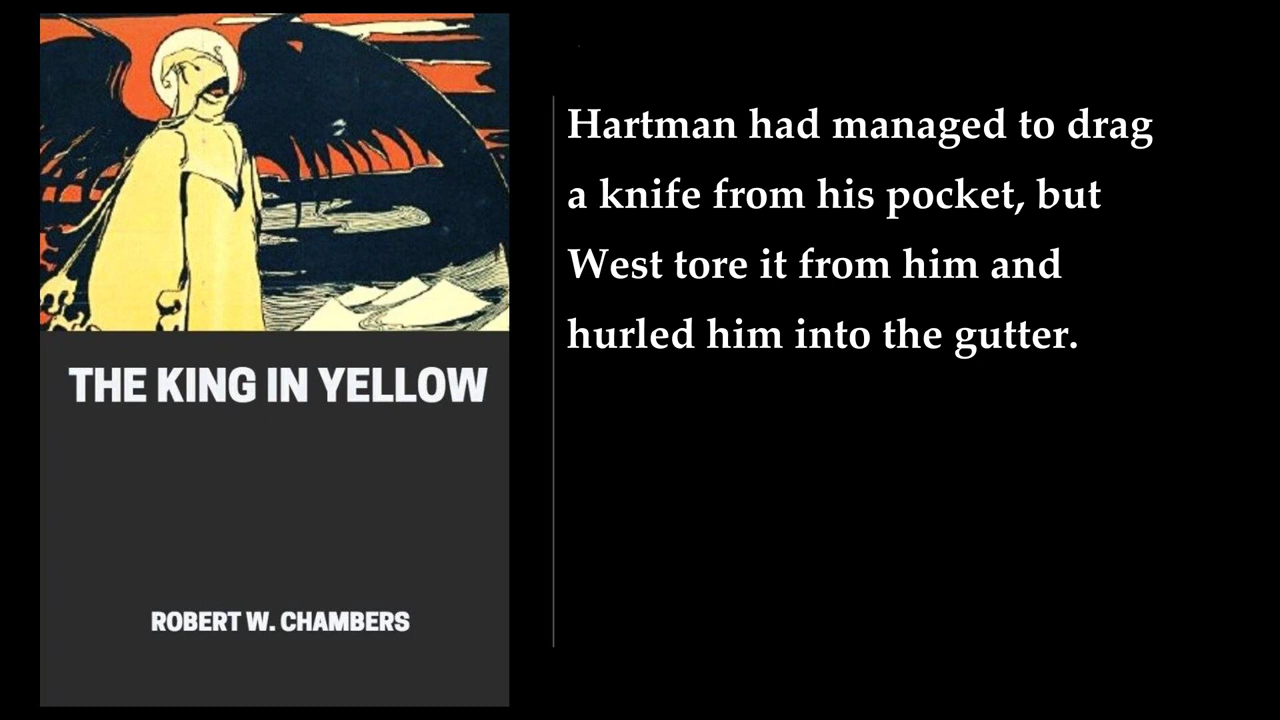 THE KING IN YELLOW
ROBERT W. CHAMBERS
Hartman had managed to drag
a knife from his pocket, but
West tore it from him and
hurled him into the gutter.